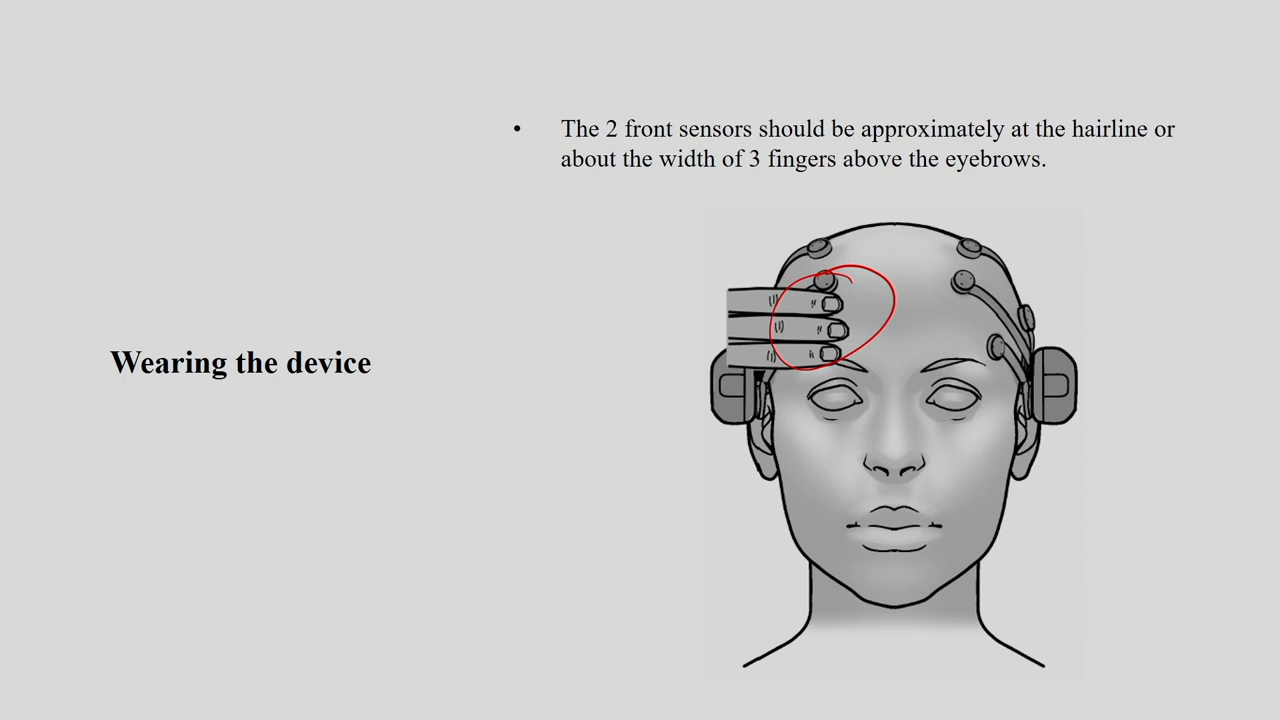 • The 2 front sensors should be approximately at the hairline or
about the width of 3 fingers above the eyebrows.
Wearing the device